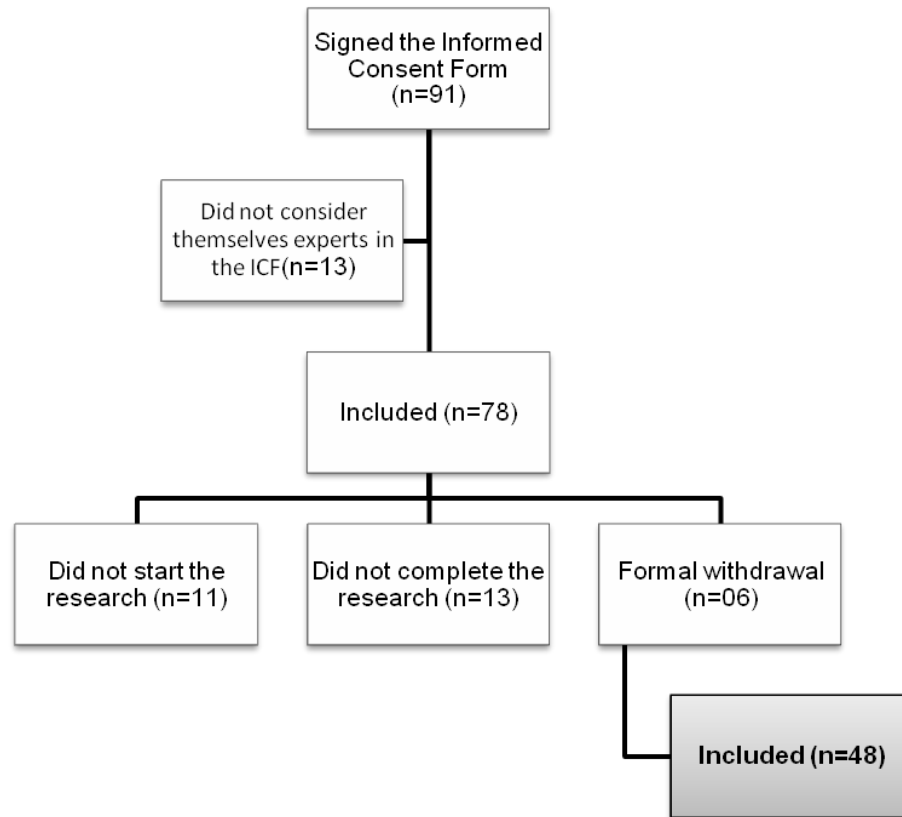 Signed the Informed
Consent Form
(n=91)
Did not consider
themselves experts in
the ICF(n=13)
Included (n=78)
Did not start the
research (n=11)
Did not complete the
research (n=13)
Formal withdrawal
(n=06)
Included (n=48)